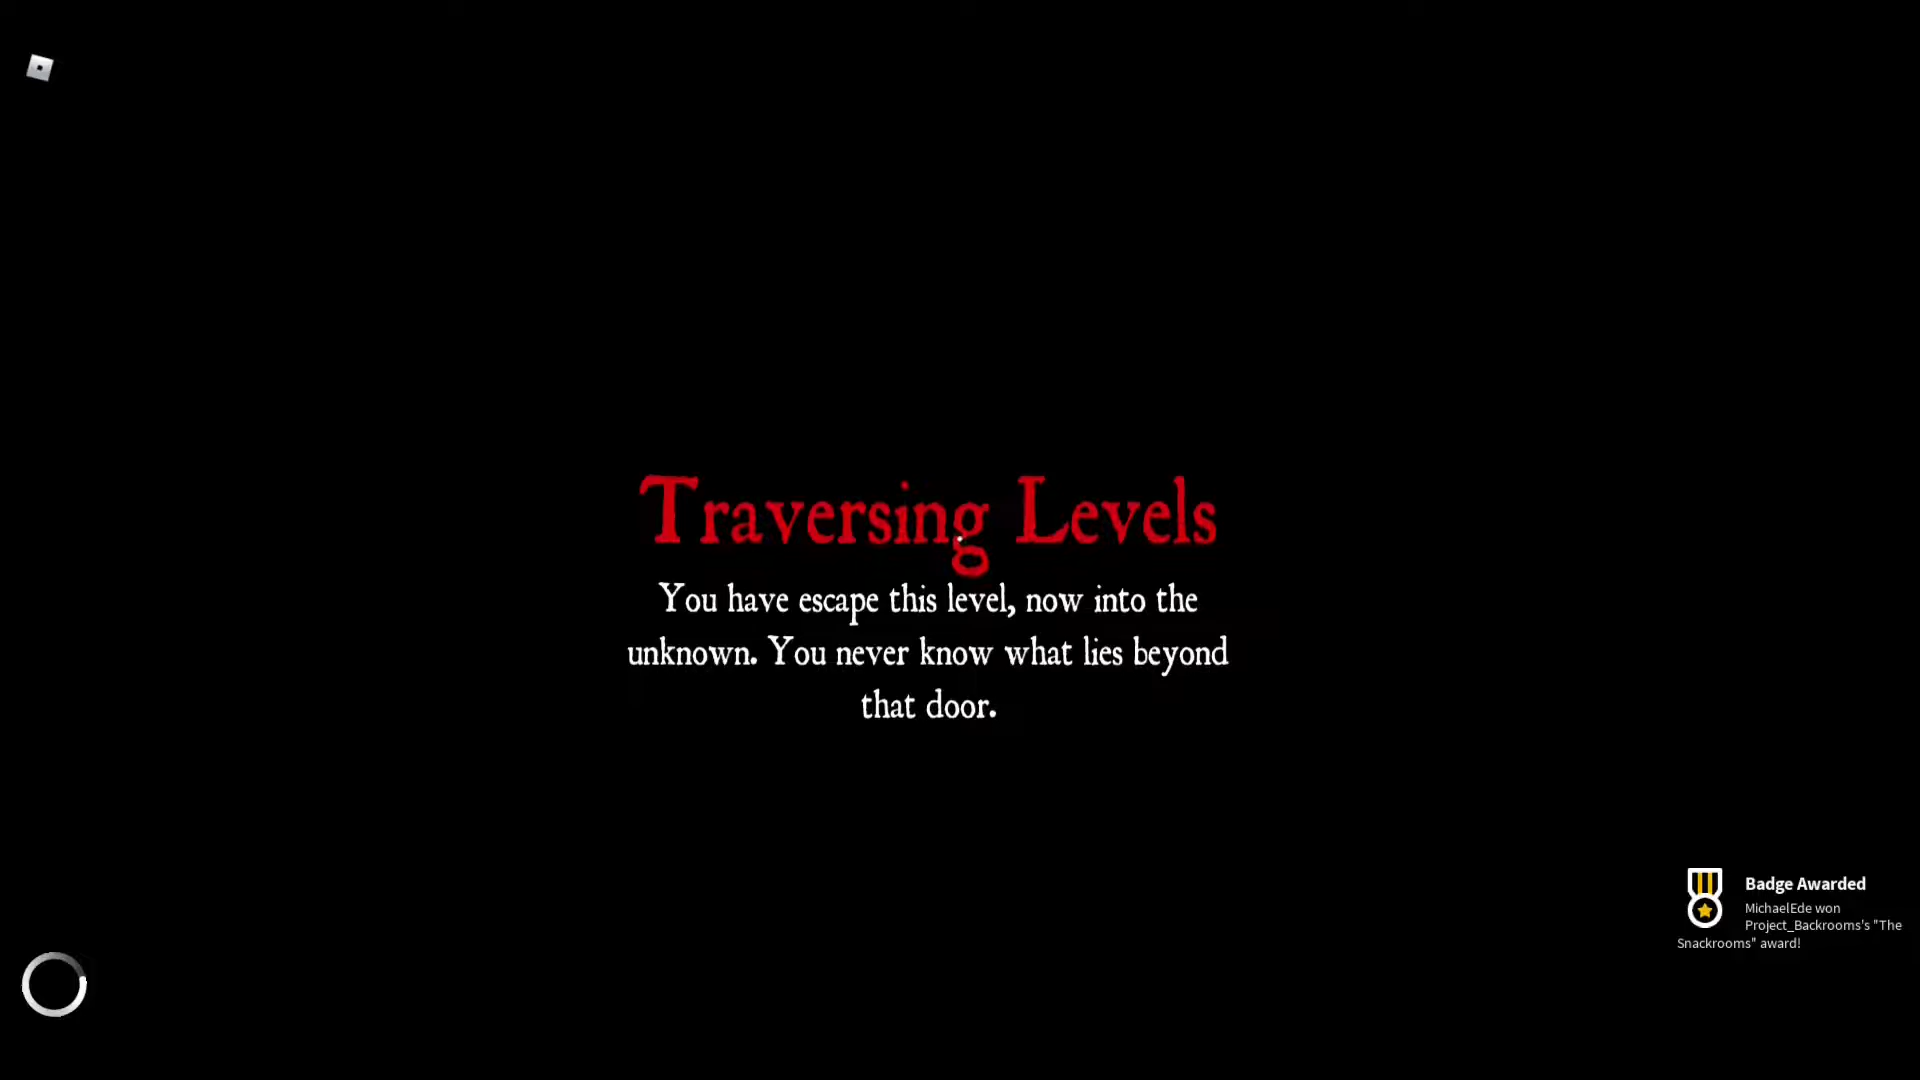 Traversing Levels
You have escape this level, now into the
unknown. You never know what lies beyond
that door.
Badge Awarded
MichaelEde won
Project_Backrooms's "The
Snackrooms" award!